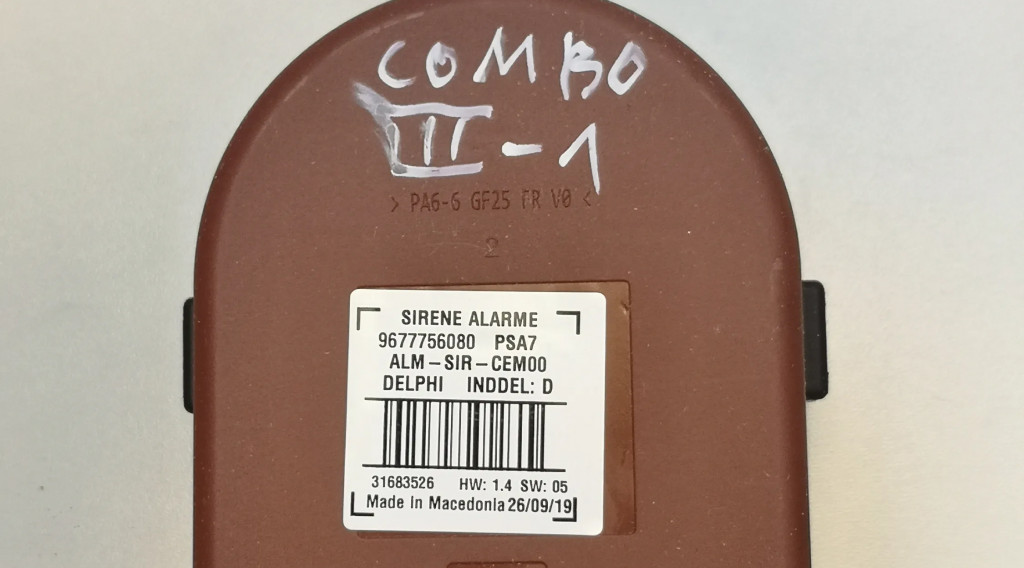 COMBO
III-1
> PA6-6 GF25 FR V0 <
2
SIRENE ALARME
9677756080 PSA7
ALM-SIR-CEM00
DELPHI INDDEL: D
31683526 HW: 1.4 SW: 05
Made in Macedonia 26/09/19